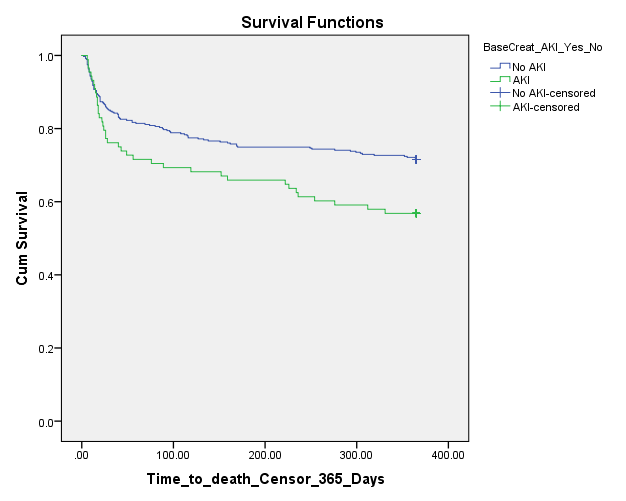 Survival Functions
BaseCreat_AKI_Yes_No
No AKI
AKI
No AKI-censored
AKI-censored
Cum Survival
1.0
0.8
0.6
0.4
0.2
0.0
.00 100.00 200.00 300.00 400.00
Time_to_death_Censor_365_Days